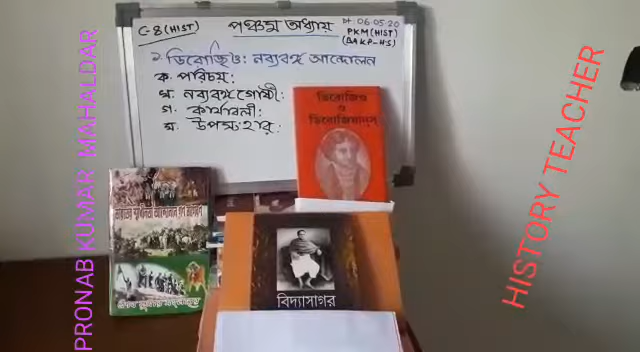 C-8 (HIST)
পঞ্চম অধ্যায়
Dt: 06.05.20
PKM (HIST)
(BAKP-HS)
১. ডিরোজিও: নব্যবঙ্গ আন্দোলন
ক. পরিচয়:
খ. নব্যবঙ্গ গোষ্ঠী:
গ. কার্যাবলী:
ঘ. উপসংহার:
ডিরোজিও
ও
ডিরোজিয়ানস
বিদ্যাসাগর
PRONAB KUMAR MAHALDAR
HISTORY TEACHER